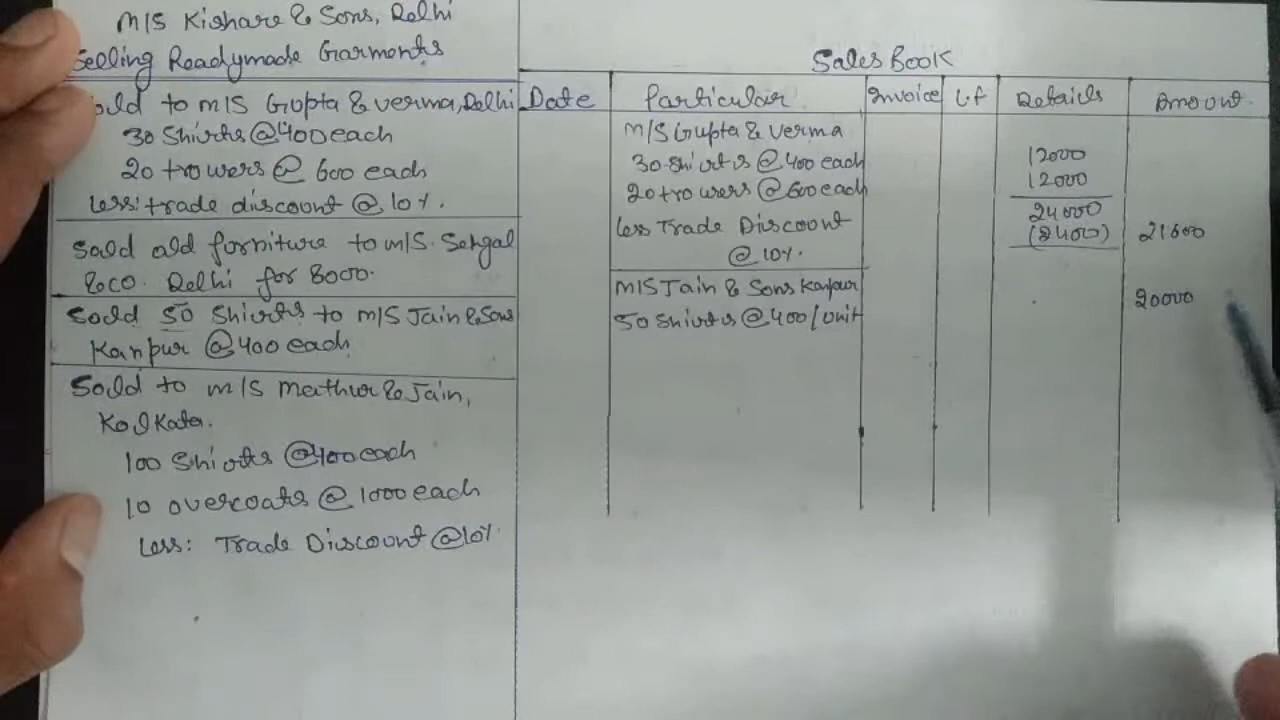 M/S Kishore & Sons, Delhi
Selling Readymade Garments
Sold to M/S Gupta & Verma, Delhi
30 Shirts @ 400 each
20 trowers @ 600 each
Less: trade discount @ 10%.
Sold old forniture to M/S. Sehgal
& co. Delhi for 8000.
Sold 50 Shirts to M/S Jain & Sons
Kanpur @ 400 each
Sold to M/S Mathur & Jain,
Kolkata.
100 Shirts @ 400 each
10 overcoats @ 1000 each
Less: Trade Discount @ 10%.
Sales Book
Date Particular Invoice Lf Details Amount.
M/S Gupta & Verma
30 Shirts @ 400 each 12000
20 trowers @ 600 each 12000
Less Trade Discount 24000
@ 10%. (2400) 21600
M/S Jain & Sons Kanpur 20000
50 Shirts @ 400/Unit